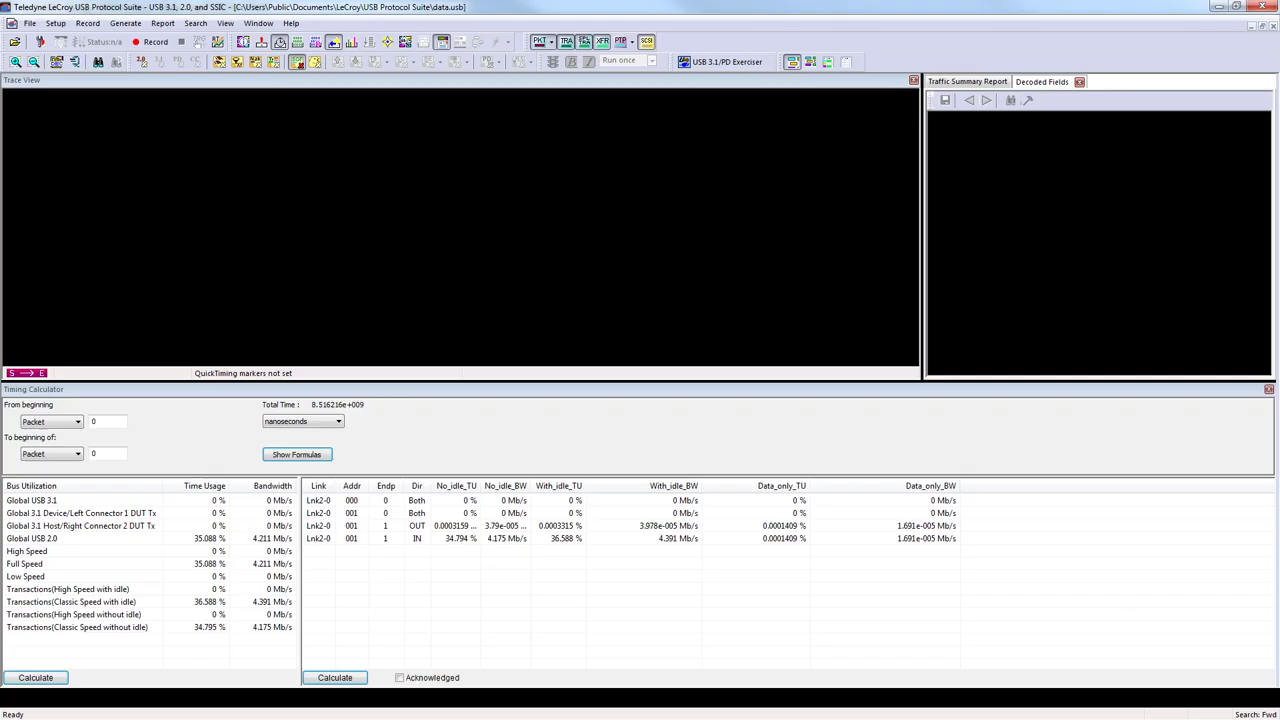 Teledyne LeCroy USB Protocol Suite - USB 3.1, 2.0, and SSIC - [C:\Users\Public\Documents\LeCroy\USB Protocol Suite\data.usb]
File Setup Record Generate Report Search View Window Help
Status:n/a Record PKT TRA XFR PTP SCSI
2.0 Run once USB 3.1/PD Exerciser
Trace View
Traffic Summary Report Decoded Fields
S E QuickTiming markers not set
Timing Calculator
From beginning Total Time : 8.516216e+009
Packet 0 nanoseconds
To beginning of:
Packet 0 Show Formulas
Bus Utilization Time Usage Bandwidth Link Addr Endp Dir No_idle_TU No_idle_BW With_idle_TU With_idle_BW Data_only_TU Data_only_BW
Global USB 3.1 0 % 0 Mb/s Lnk2-0 000 0 Both 0 % 0 Mb/s 0 % 0 Mb/s 0 % 0 Mb/s
Global 3.1 Device/Left Connector 1 DUT Tx 0 % 0 Mb/s Lnk2-0 001 0 Both 0 % 0 Mb/s 0 % 0 Mb/s 0 % 0 Mb/s
Global 3.1 Host/Right Connector 2 DUT Tx 0 % 0 Mb/s Lnk2-0 001 1 OUT 0.0003159 ... 3.79e-005 ... 0.0003315 % 3.978e-005 Mb/s 0.0001409 % 1.691e-005 Mb/s
Global USB 2.0 35.088 % 4.211 Mb/s Lnk2-0 001 1 IN 34.794 % 4.175 Mb/s 36.588 % 4.391 Mb/s 0.0001409 % 1.691e-005 Mb/s
High Speed 0 % 0 Mb/s
Full Speed 35.088 % 4.211 Mb/s
Low Speed 0 % 0 Mb/s
Transactions(High Speed with idle) 0 % 0 Mb/s
Transactions(Classic Speed with idle) 36.588 % 4.391 Mb/s
Transactions(High Speed without idle) 0 % 0 Mb/s
Transactions(Classic Speed without idle) 34.795 % 4.175 Mb/s
Calculate Calculate Acknowledged
Ready Search: Fwd